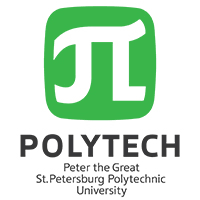 POLYTECH
Peter the Great
St.Petersburg Polytechnic
University